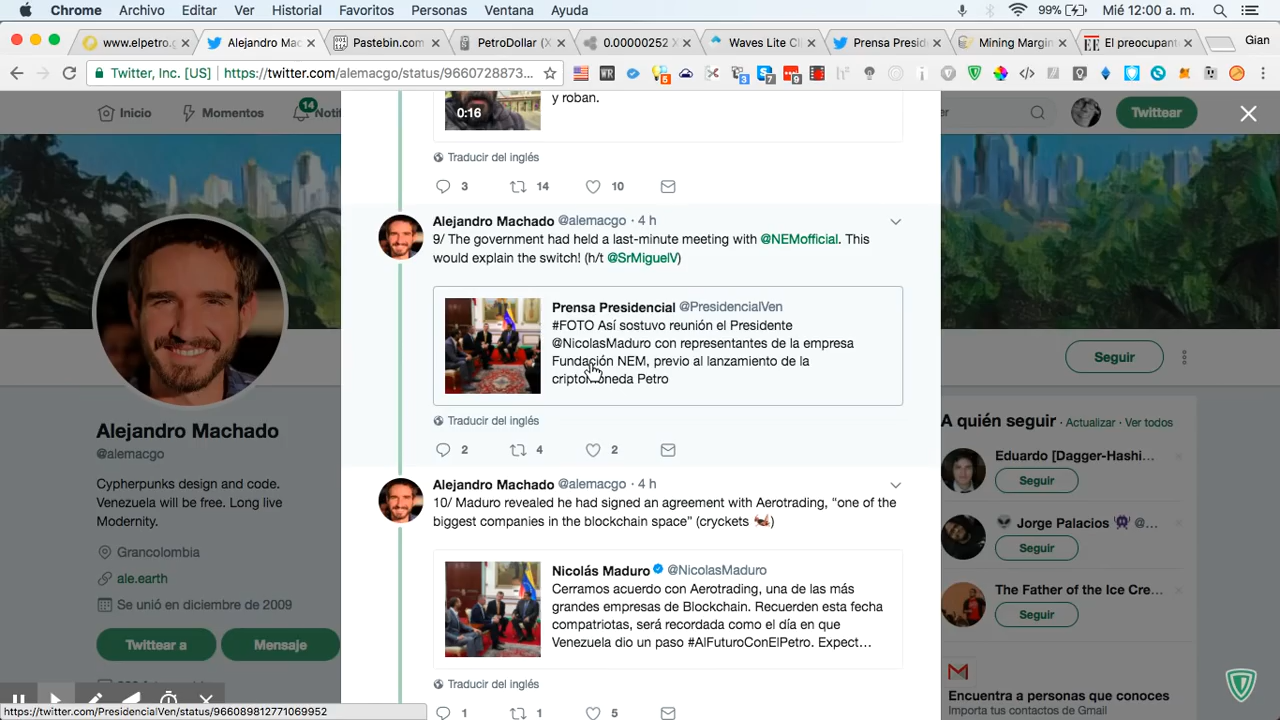 Chrome Archivo Editar Ver Historial Favoritos Personas Ventana Ayuda 99% Mié 12:00 a. m.
www.elpetro.g Alejandro Mac Pastebin.com PetroDollar ( 0.00000252 X Waves Lite Cl Prensa Presid Mining Margin El preocupant Gian
Twitter, Inc. [US] https://twitter.com/alemacgo/status/9660728873...
Inicio Momentos 14 Noti Twittear
0:16
y roban.
Traducir del inglés
3 14 10
Alejandro Machado @alemacgo · 4 h
9/ The government had held a last-minute meeting with @NEMofficial. This
would explain the switch! (h/t @SrMiguelV)
Prensa Presidencial @PresidencialVen
#FOTO Así sostuvo reunión el Presidente
@NicolasMaduro con representantes de la empresa
Fundación NEM, previo al lanzamiento de la
criptomoneda Petro
Traducir del inglés
2 4 2
Alejandro Machado @alemacgo · 4 h
10/ Maduro revealed he had signed an agreement with Aerotrading, “one of the
biggest companies in the blockchain space” (cryckets 🦗)
Nicolás Maduro @NicolasMaduro
Cerramos acuerdo con Aerotrading, una de las más
grandes empresas de Blockchain. Recuerden esta fecha
compatriotas, será recordada como el día en que
Venezuela dio un paso #AlFuturoConElPetro. Expect...
Traducir del inglés
1 1 5
Alejandro Machado
@alemacgo
Cypherpunks design and code.
Venezuela will be free. Long live
Modernity.
Grancolombia
ale.earth
Se unió en diciembre de 2009
Twittear a Mensaje
Seguir
A quién seguir · Actualizar · Ver todos
Eduardo [Dagger-Hashi...
Seguir
Jorge Palacios @...
Seguir
The Father of the Ice Cre...
Seguir
Encuentra a personas que conoces
Importa tus contactos de Gmail
https://twitter.com/PresidencialVen/status/966089812771069952